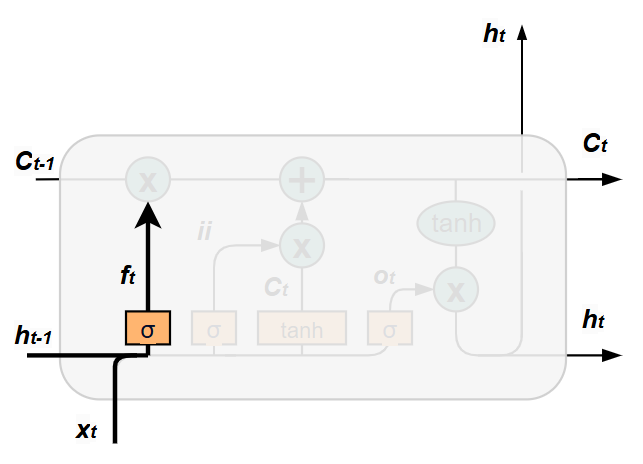 ht
Ct-1
Ct
x
+
tanh
ii
x
ft
Ct
ot
x
ht-1
σ
σ
tanh
σ
ht
xt